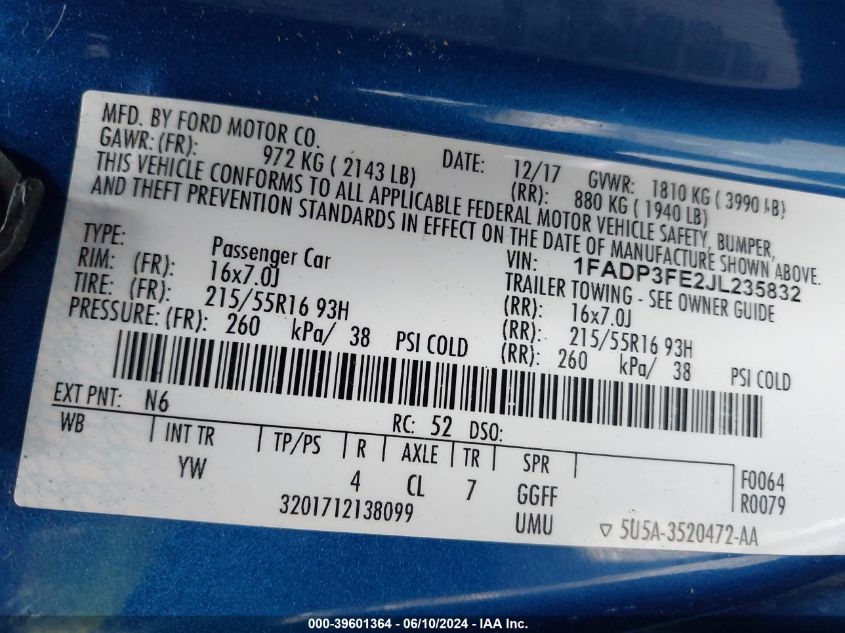 MFD. BY FORD MOTOR CO.
DATE: 12/17 GVWR: 1810 KG ( 3990 LB)
GAWR: (FR): 972 KG ( 2143 LB) (RR): 880 KG ( 1940 LB)
THIS VEHICLE CONFORMS TO ALL APPLICABLE FEDERAL MOTOR VEHICLE SAFETY, BUMPER,
AND THEFT PREVENTION STANDARDS IN EFFECT ON THE DATE OF MANUFACTURE SHOWN ABOVE.
TYPE: Passenger Car VIN: 1FADP3FE2JL235832
TRAILER TOWING - SEE OWNER GUIDE
RIM: (FR): 16x7.0J (RR): 16x7.0J
TIRE: (FR): 215/55R16 93H (RR): 215/55R16 93H
PRESSURE: (FR): 260 kPa/ 38 PSI COLD (RR): 260 kPa/ 38 PSI COLD
EXT PNT: N6 RC: 52 DSO:
WB INT TR TP/PS R AXLE TR SPR F0064
YW 4 CL 7 GGFF R0079
3201712138099 UMU 5U5A-3520472-AA
000-39601364 - 06/10/2024 - IAA Inc.